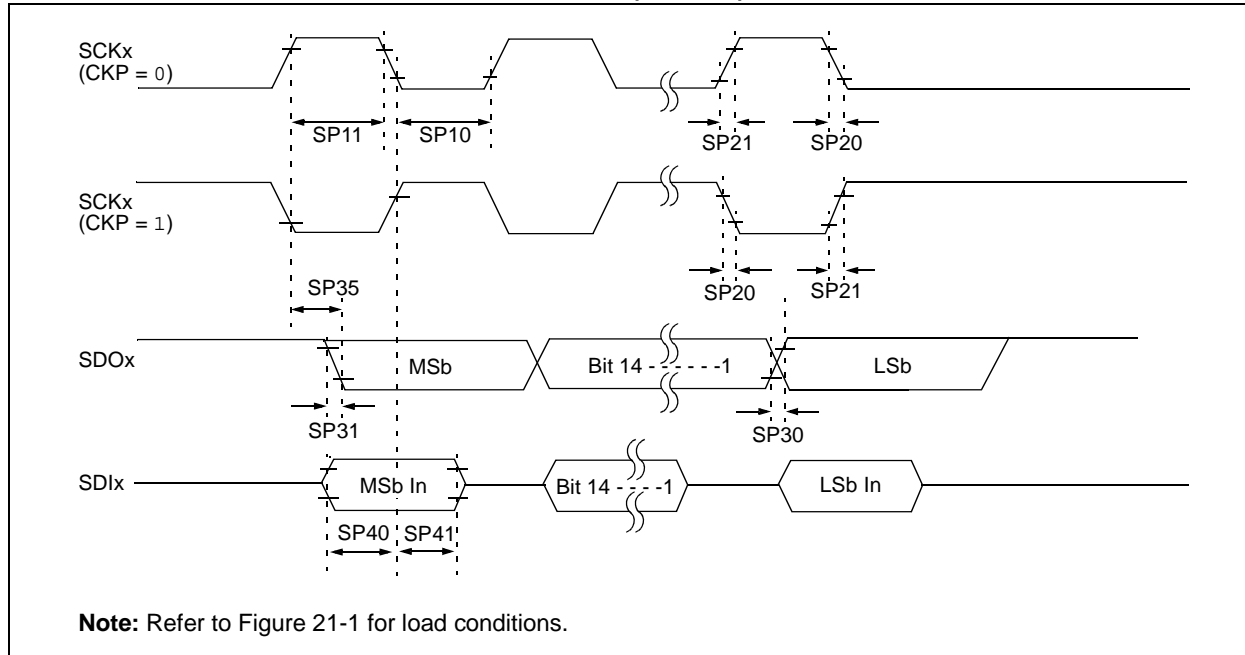 SCKx
(CKP = 0)
SP11
SP10
SP21
SP20
SCKx
(CKP = 1)
SP35
SP20
SP21
SDOx
MSb
Bit 14 - - - - - - -1
LSb
SP31
SP30
SDIx
MSb In
Bit 14 - - - -1
LSb In
SP40
SP41
Note: Refer to Figure 21-1 for load conditions.